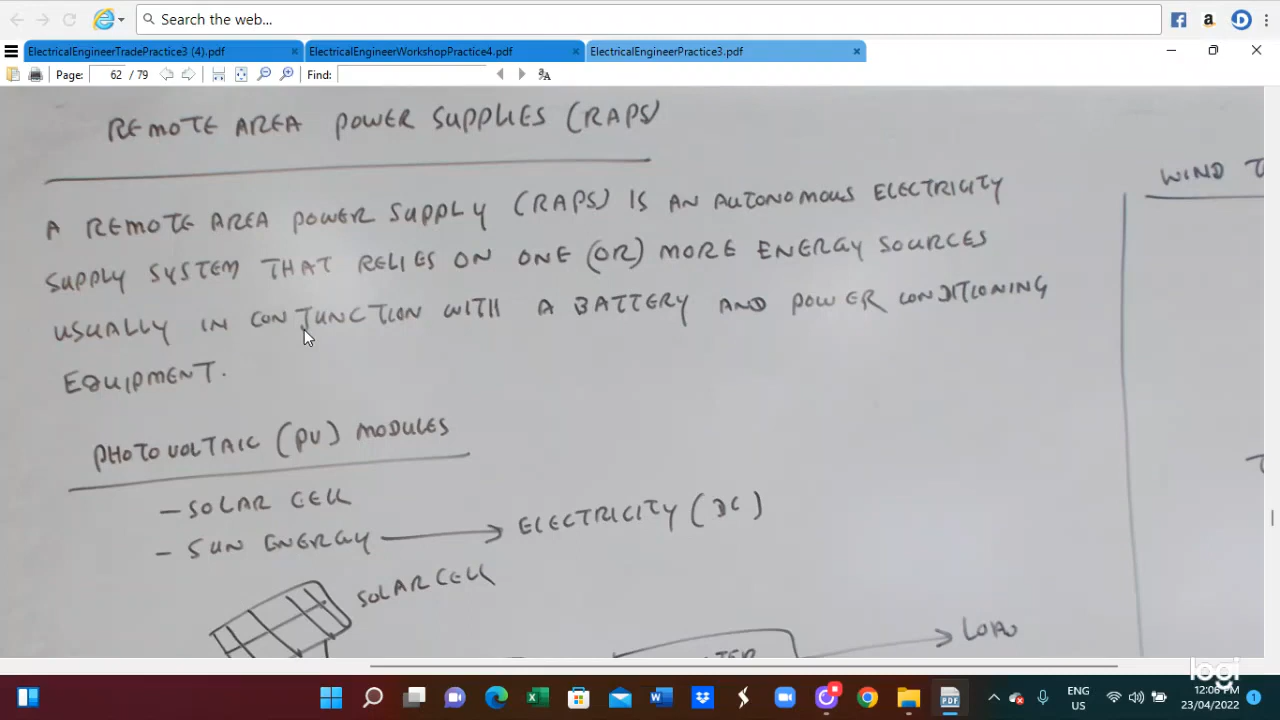 Search the web...
ElectricalEngineerTradePractice3 (4).pdf
ElectricalEngineerWorkshopPractice4.pdf
ElectricalEngineerPractice3.pdf
Page: 62 / 79
Find:
REMOTE AREA POWER SUPPLIES (RAPS)
A REMOTE AREA POWER SUPPLY (RAPS) IS AN AUTONOMOUS ELECTRICITY
SUPPLY SYSTEM THAT RELIES ON ONE (OR) MORE ENERGY SOURCES
USUALLY IN CONJUNCTION WITH A BATTERY AND POWER CONDITIONING
EQUIPMENT.
PHOTOVOLTAIC (PV) MODULES
- SOLAR CELL
- SUN ENERGY → ELECTRICITY (DC)
SOLAR CELL
LOAD
WIND
logi
ENG
US
12:06 PM
23/04/2022